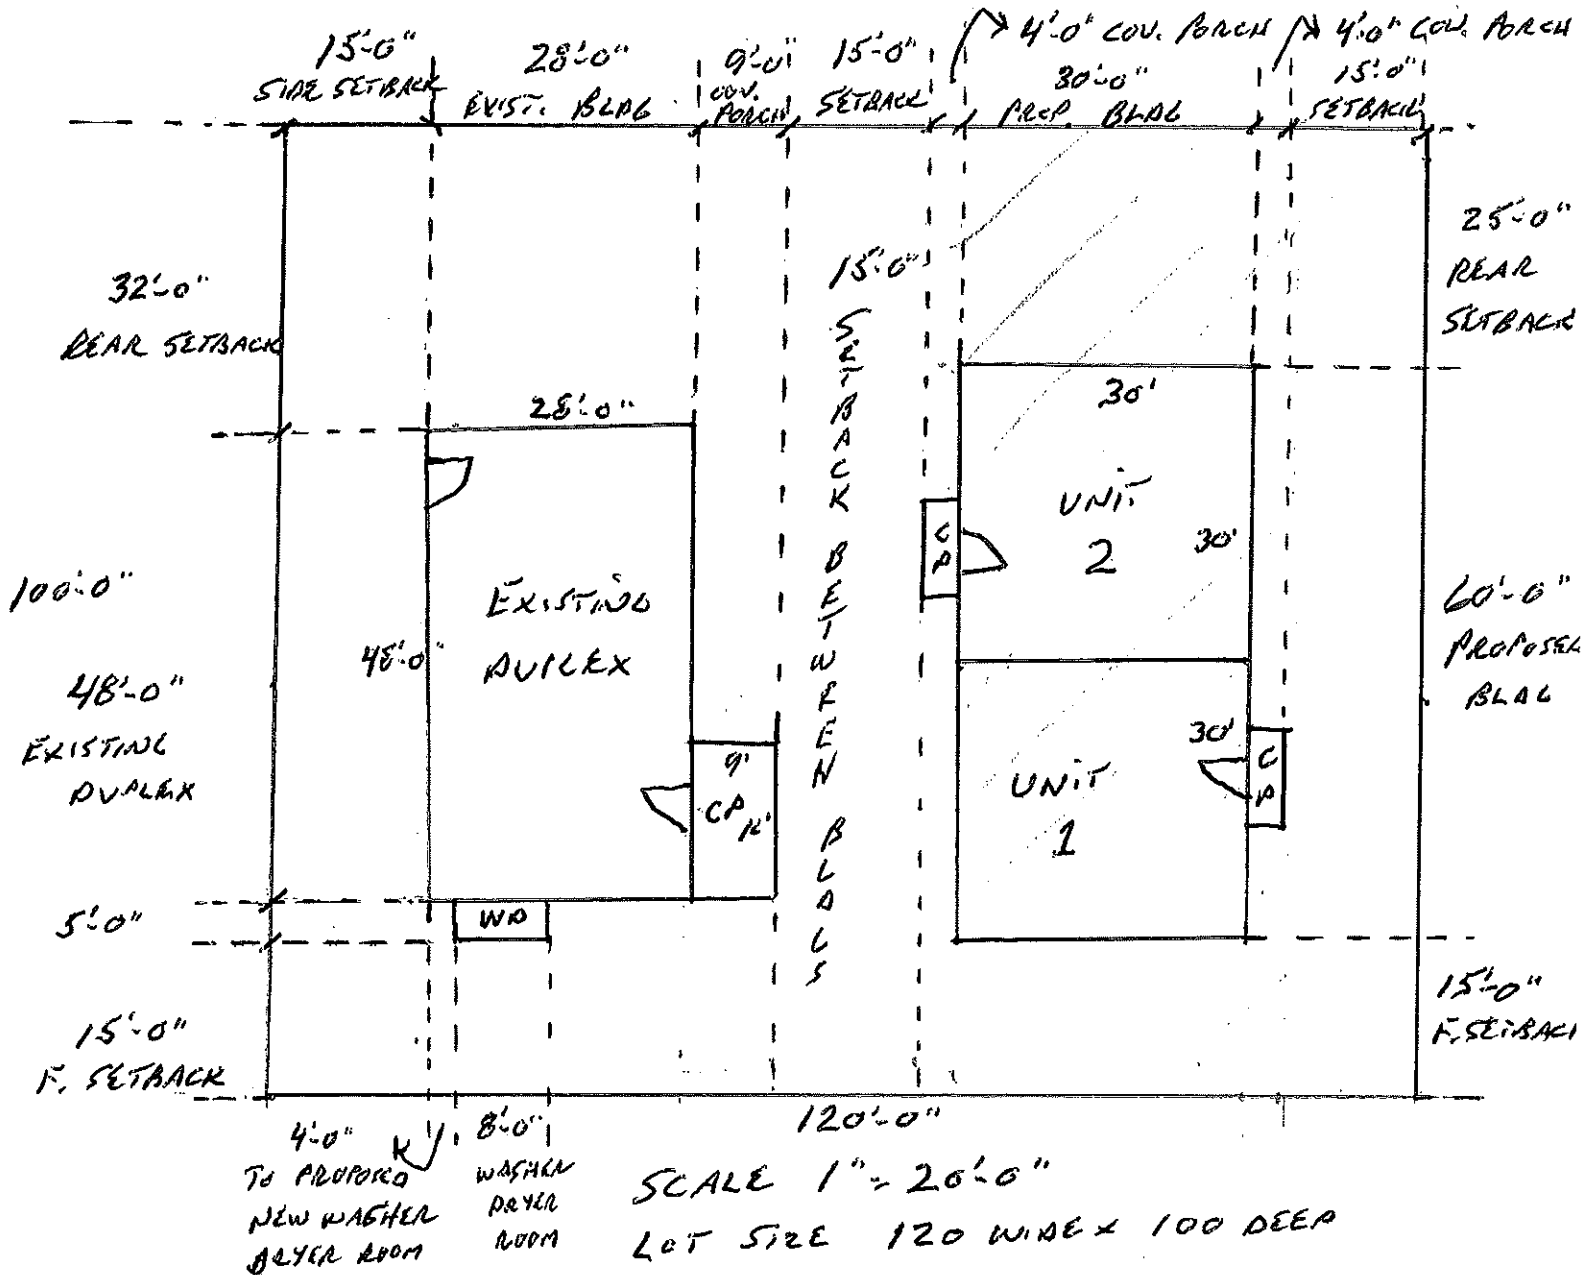 15'-0"
SIDE SETBACK
28'-0"
EXIST. BLDG
9'-0"
COV.
PORCH
15'-0"
SETBACK
4'-0" COV. PORCH
30'-0"
PROP. BLDG
4'-0" COV. PORCH
15'-0"
SETBACK
32'-0"
REAR SETBACK
25'-0"
REAR
SETBACK
15'-0"
SETBACK BETWEEN BLDGS
28'-0"
30'
UNIT
2
30'
C
P
EXISTING
DUPLEX
48'-0"
100'-0"
48'-0"
EXISTING
DUPLEX
60'-0"
PROPOSED
BLDG
9'
CP
30'
UNIT
1
C
P
5'-0"
WD
15'-0"
F. SETBACK
15'-0"
F. SETBACK
4'-0"
TO PROPOSED
NEW WASHER
DRYER ROOM
8'-0"
WASHER
DRYER
ROOM
120'-0"
SCALE 1" = 20'-0"
LOT SIZE 120 WIDE X 100 DEEP